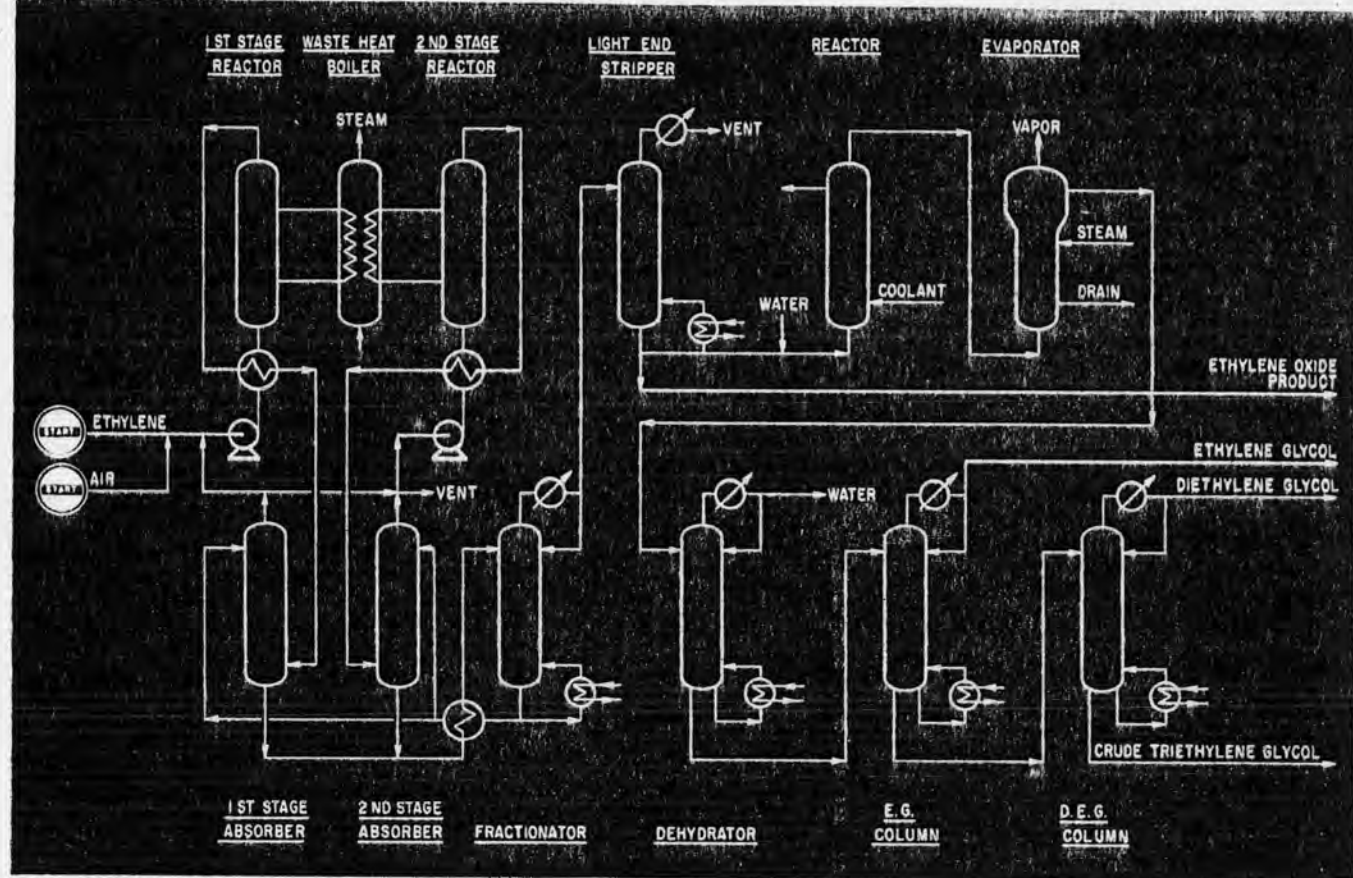 1 ST STAGE
REACTOR
WASTE HEAT
BOILER
2 ND STAGE
REACTOR
LIGHT END
STRIPPER
REACTOR
EVAPORATOR
STEAM
VENT
VAPOR
STEAM
WATER
COOLANT
DRAIN
ETHYLENE OXIDE
PRODUCT
START
ETHYLENE
ETHYLENE GLYCOL
START
AIR
VENT
WATER
DIETHYLENE GLYCOL
CRUDE TRIETHYLENE GLYCOL
1 ST STAGE
ABSORBER
2 ND STAGE
ABSORBER
FRACTIONATOR
DEHYDRATOR
E.G.
COLUMN
D.E.G.
COLUMN